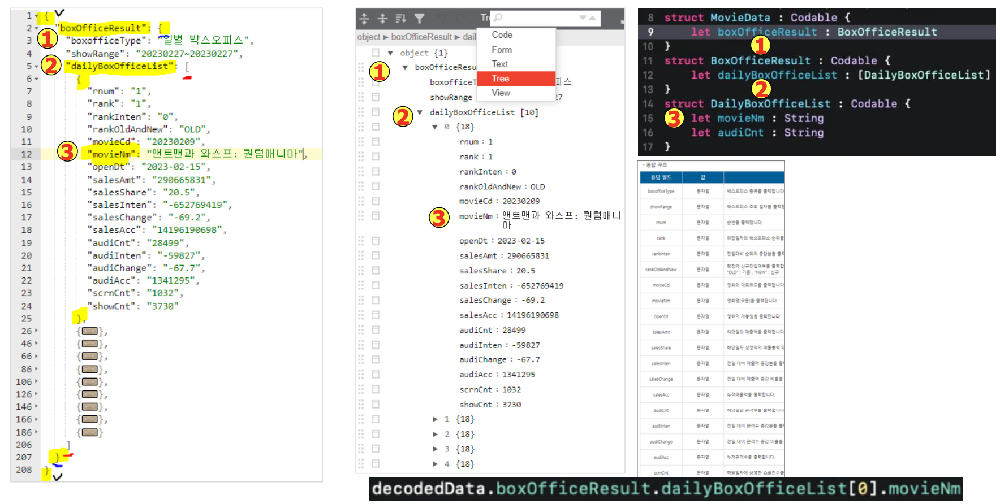 1 {
2 "boxOfficeResult": {
3 "boxofficeType": "일별 박스오피스",
4 "showRange": "20230227~20230227",
5 "dailyBoxOfficeList": [
6 {
7 "rnum": "1",
8 "rank": "1",
9 "rankInten": "0",
10 "rankOldAndNew": "OLD",
11 "movieCd": "20230209",
12 "movieNm": "앤트맨과 와스프: 퀀텀매니아",
13 "openDt": "2023-02-15",
14 "salesAmt": "290665831",
15 "salesShare": "20.5",
16 "salesInten": "-652769419",
17 "salesChange": "-69.2",
18 "salesAcc": "14196190698",
19 "audiCnt": "28499",
20 "audiInten": "-59827",
21 "audiChange": "-67.7",
22 "audiAcc": "1341295",
23 "scrnCnt": "1032",
24 "showCnt": "3730"
25 },
26 {},
46 {},
66 {},
86 {},
106 {},
126 {},
146 {},
166 {},
186 {}
206 ]
207 }
208 }
1
2
3
Tre
Code
Form
Text
Tree
View
object ► boxOfficeResult ► dail
object {1}
1 boxOfficeResu
boxofficeT 피스
showRange 27
2 dailyBoxOfficeList [10]
0 {18}
rnum : 1
rank : 1
rankInten : 0
rankOldAndNew : OLD
movieCd : 20230209
3 movieNm : 앤트맨과 와스프: 퀀텀매니
아
openDt : 2023-02-15
salesAmt : 290665831
salesShare : 20.5
salesInten : -652769419
salesChange : -69.2
salesAcc : 14196190698
audiCnt : 28499
audiInten : -59827
audiChange : -67.7
audiAcc : 1341295
scrnCnt : 1032
showCnt : 3730
1 {18}
2 {18}
3 {18}
4 {18}
8 struct MovieData : Codable {
9 let boxOfficeResult : BoxOfficeResult
10 }
1
11 struct BoxOfficeResult : Codable {
12 let dailyBoxOfficeList : [DailyBoxOfficeList]
13 }
2
14 struct DailyBoxOfficeList : Codable {
15 3 let movieNm : String
16 let audiCnt : String
17 }
· 응답 구조
응답 필드 값
boxofficeType 문자열 박스오피스 종류를 출력합니다
showRange 문자열 박스오피스 조회 일자를 출력합
rnum 문자열 순번을 출력합니다.
rank 문자열 해당일자의 박스오피스 순위를
rankInten 문자열 전일대비 순위의 증감분을 출력
rankOldAndNew 문자열 랭킹에 신규진입여부를 출력합
"OLD" : 기존 , "NEW" : 신규
movieCd 문자열 영화의 대표코드를 출력합니다
movieNm 문자열 영화명(국문)을 출력합니다.
openDt 문자열 영화의 개봉일을 출력합니다.
salesAmt 문자열 해당일의 매출액을 출력합니다
salesShare 문자열 해당일자 상영작의 매출총액 대
salesInten 문자열 전일 대비 매출액 증감분을 출
salesChange 문자열 전일 대비 매출액 증감 비율을
salesAcc 문자열 누적매출액을 출력합니다.
audiCnt 문자열 해당일의 관객수를 출력합니다
audiInten 문자열 전일 대비 관객수 증감분을 출
audiChange 문자열 전일 대비 관객수 증감 비율을
audiAcc 문자열 누적관객수를 출력합니다.
scrnCnt 문자열 해당일자에 상영한 스크린수를
decodedData.boxOfficeResult.dailyBoxOfficeList[0].movieNm